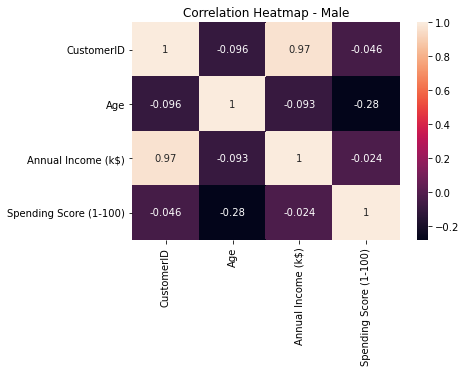 Correlation Heatmap - Male
CustomerID 1 -0.096 0.97 -0.046
Age -0.096 1 -0.093 -0.28
Annual Income (k$) 0.97 -0.093 1 -0.024
Spending Score (1-100) -0.046 -0.28 -0.024 1
CustomerID
Age
Annual Income (k$)
Spending Score (1-100)
1.0
0.8
0.6
0.4
0.2
0.0
−0.2